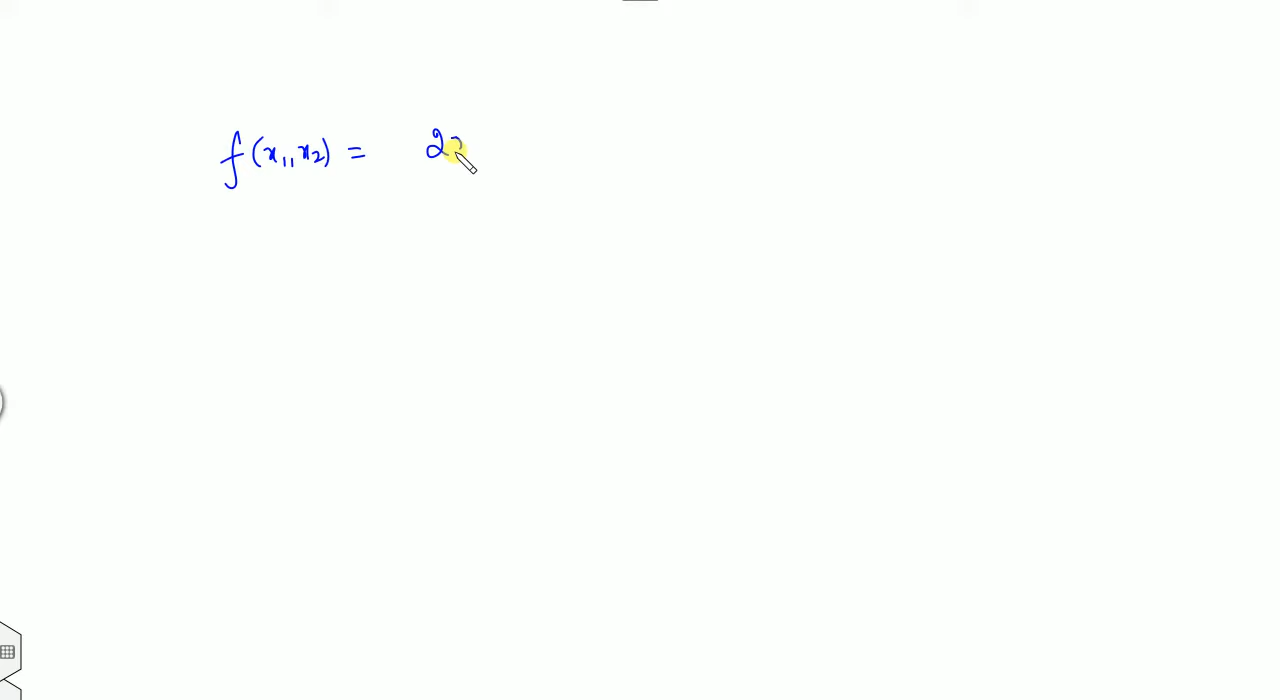 f(x₁,x₂) = 2